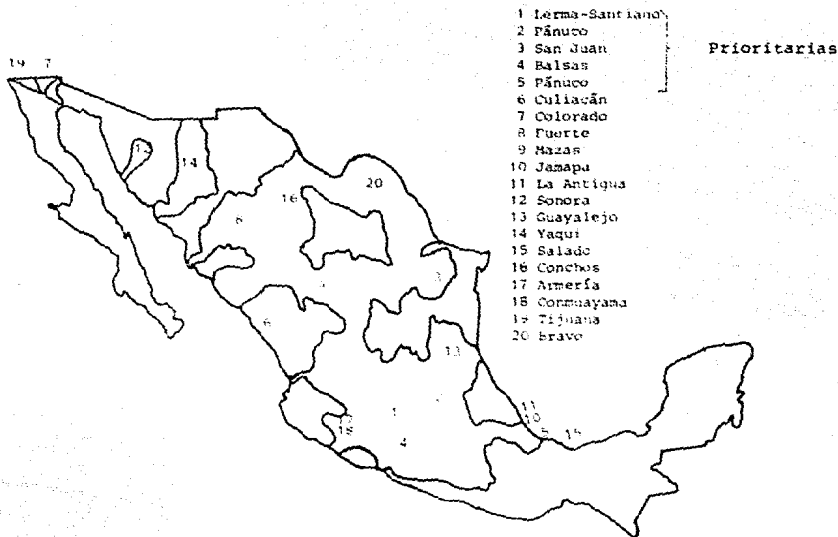 1 Lerma-Santiano
2 Pánuco
3 San Juan
4 Balsas
5 Pánuco
6 Culiacán
7 Colorado
8 Fuerte
9 Nazas
10 Jamapa
11 La Antigua
12 Sonora
13 Guayalejo
14 Yaqui
15 Salado
16 Conchos
17 Armería
18 Conmuayama
19 Tijuana
20 Bravo
Prioritarias
19 7
12
14
20
16
8
3
6
13
11
10
1
18
4
5 15